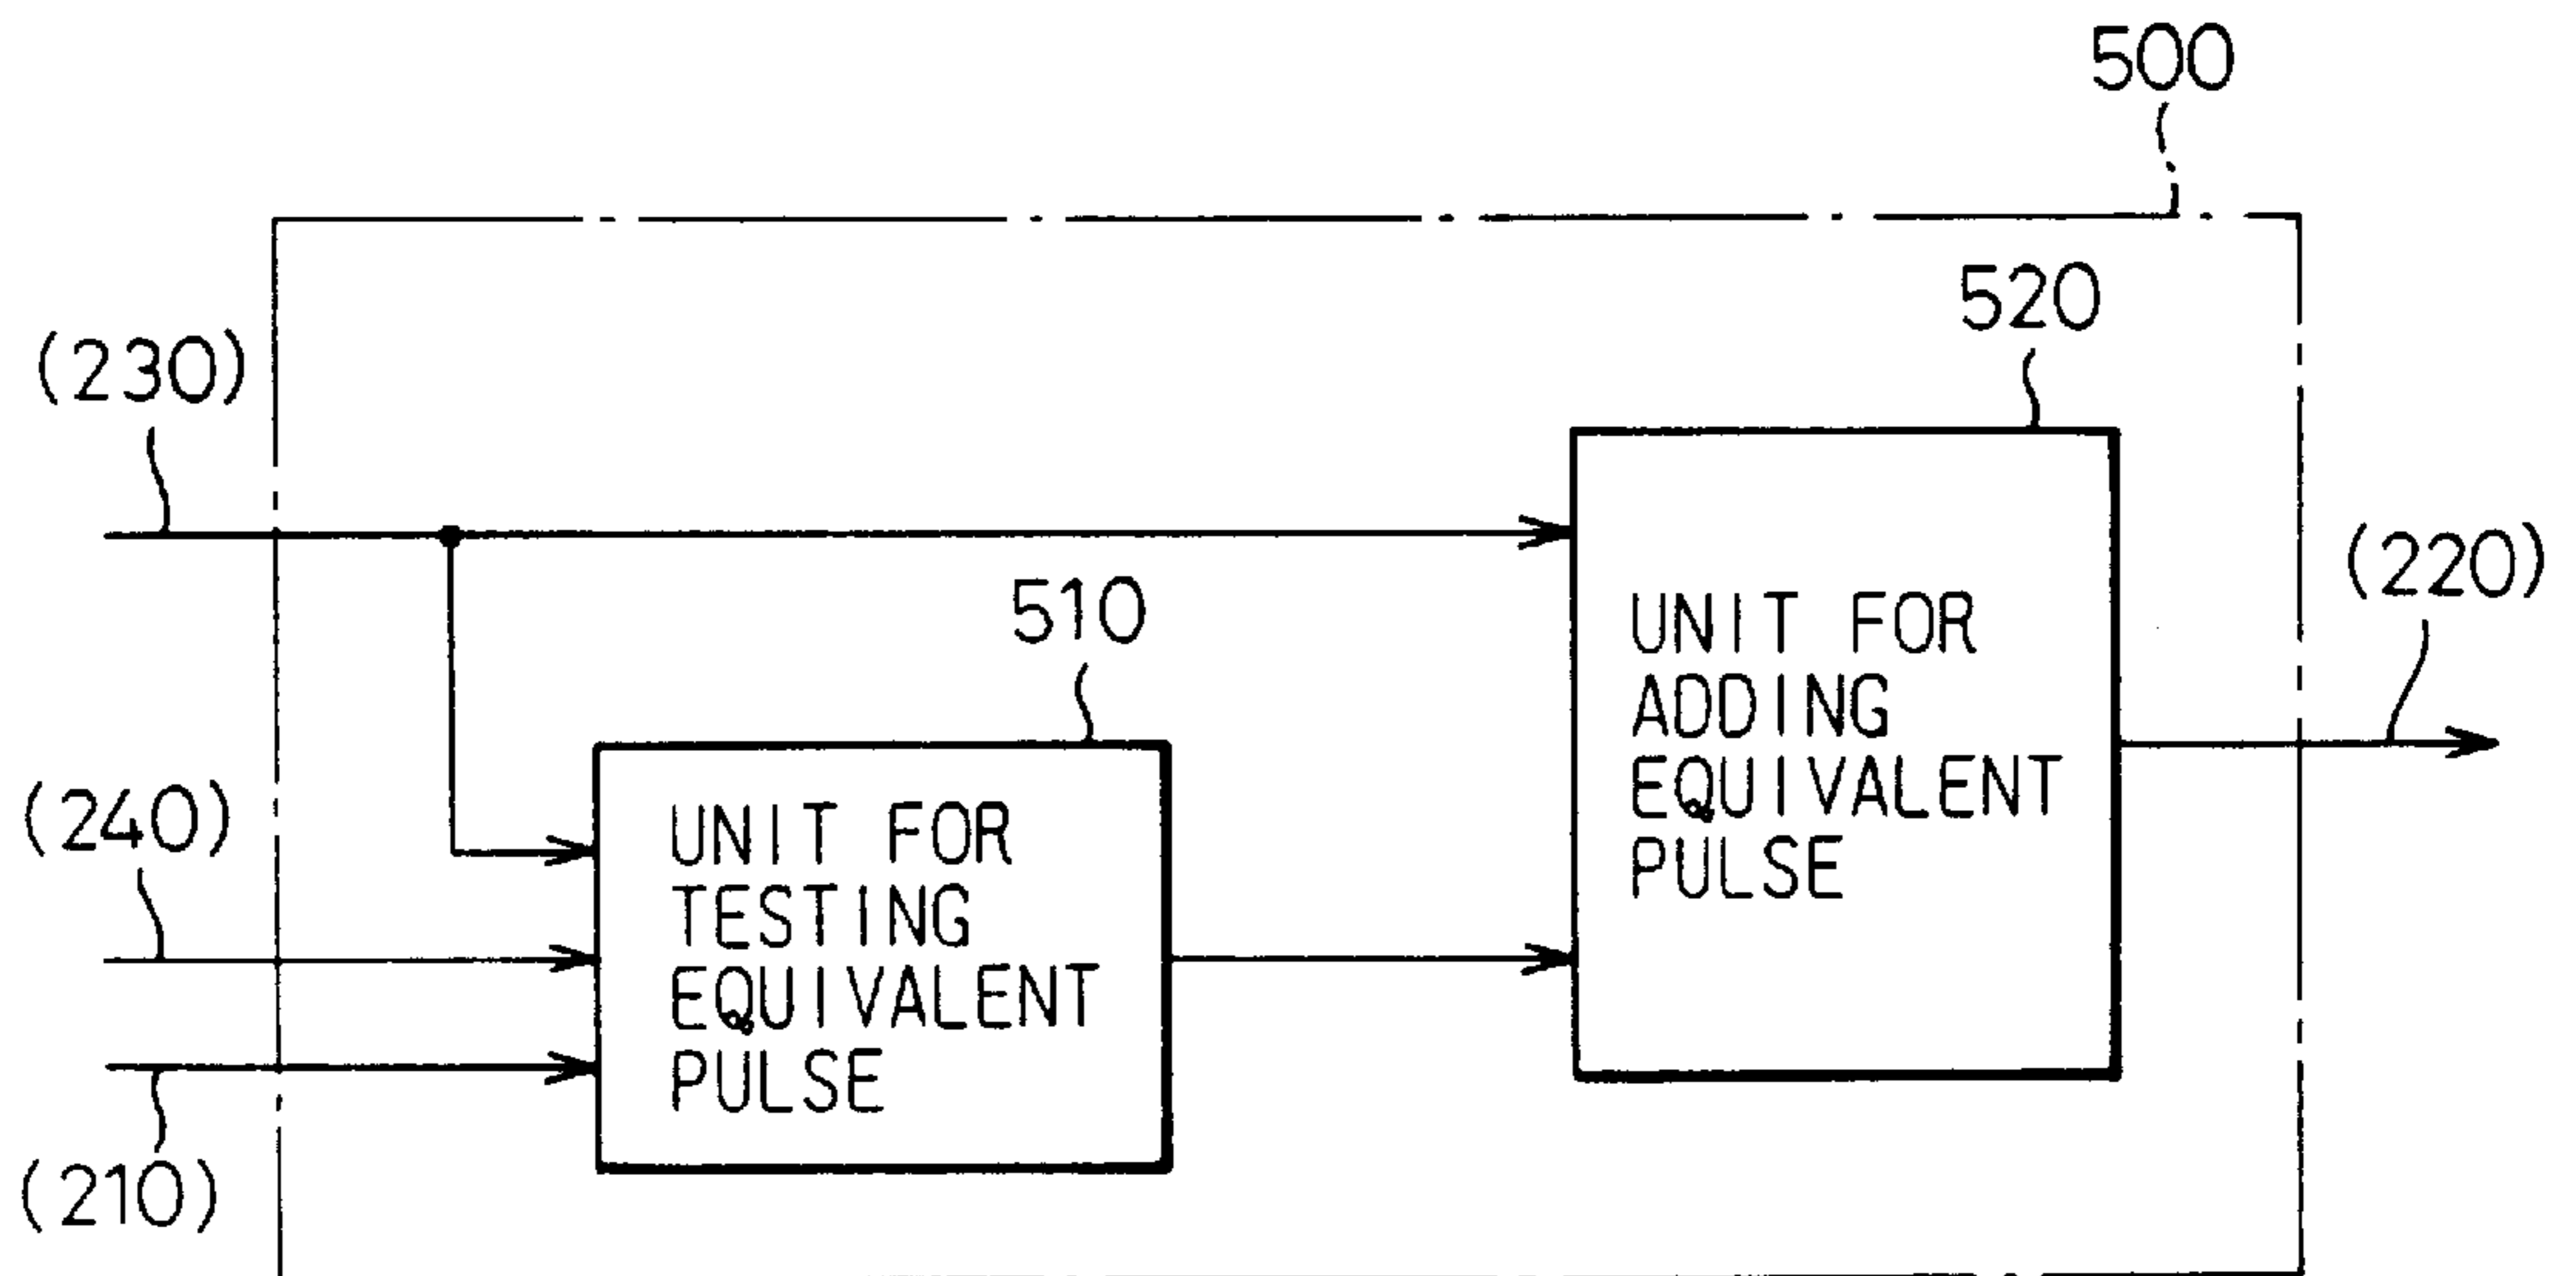 500
520
(230)
(220)
510
UNIT FOR
ADDING
EQUIVALENT
PULSE
(240)
UNIT FOR
TESTING
EQUIVALENT
PULSE
(210)